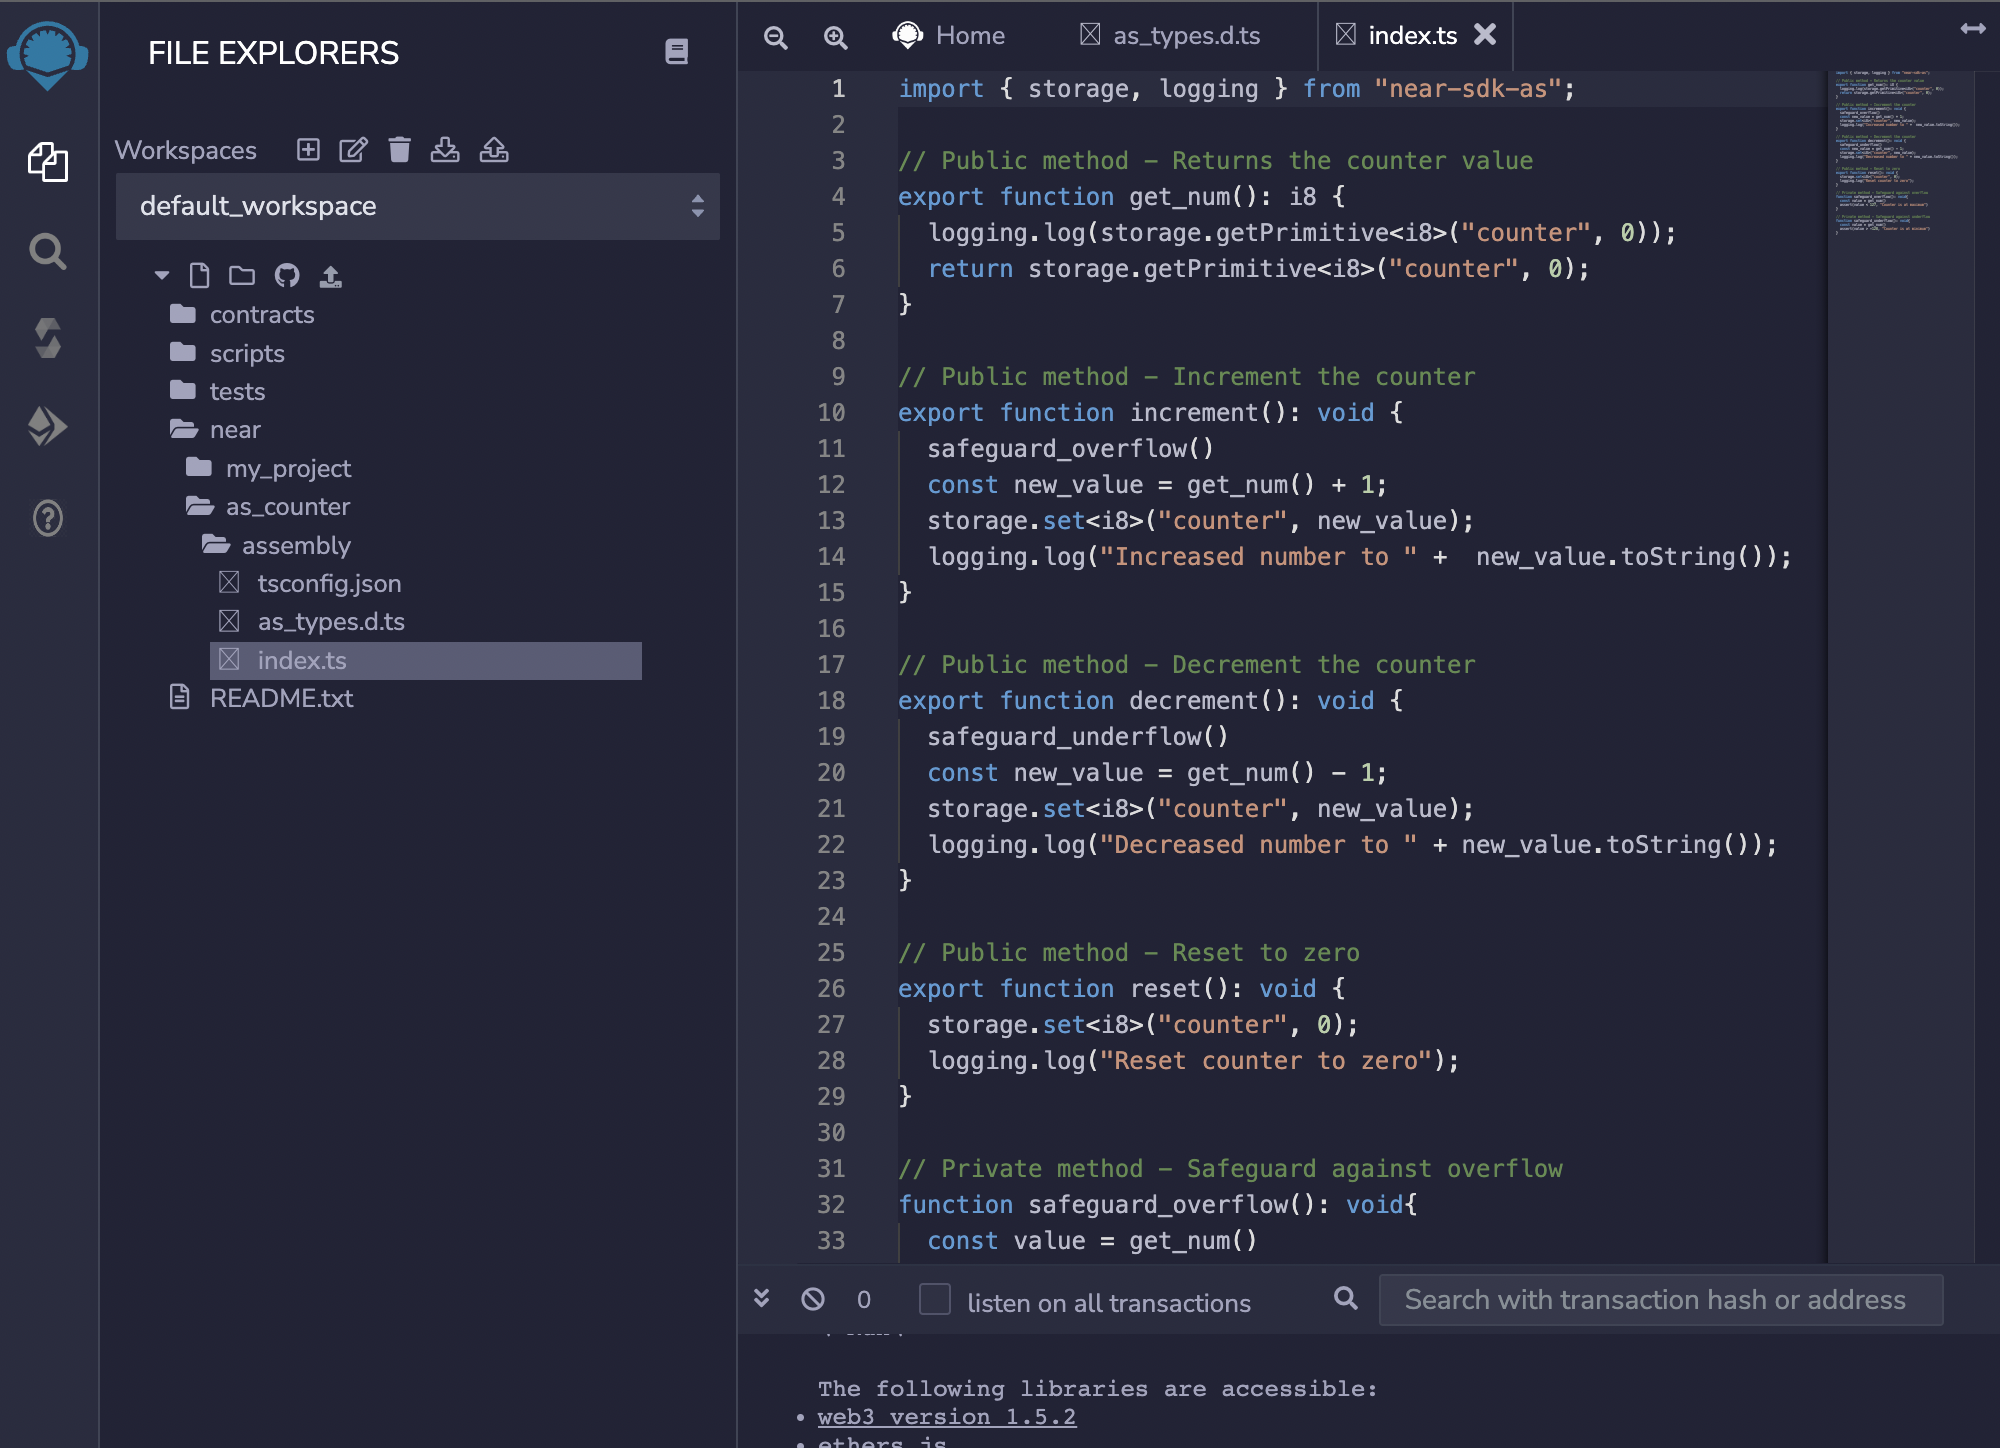 FILE EXPLORERS
Workspaces
default_workspace
contracts
scripts
tests
near
my_project
as_counter
assembly
tsconfig.json
as_types.d.ts
index.ts
README.txt
Home
as_types.d.ts
index.ts
1 import { storage, logging } from "near-sdk-as";
2
3 // Public method - Returns the counter value
4 export function get_num(): i8 {
5   logging.log(storage.getPrimitive<i8>("counter", 0));
6   return storage.getPrimitive<i8>("counter", 0);
7 }
8
9 // Public method - Increment the counter
10 export function increment(): void {
11   safeguard_overflow()
12   const new_value = get_num() + 1;
13   storage.set<i8>("counter", new_value);
14   logging.log("Increased number to " +  new_value.toString());
15 }
16
17 // Public method - Decrement the counter
18 export function decrement(): void {
19   safeguard_underflow()
20   const new_value = get_num() - 1;
21   storage.set<i8>("counter", new_value);
22   logging.log("Decreased number to " + new_value.toString());
23 }
24
25 // Public method - Reset to zero
26 export function reset(): void {
27   storage.set<i8>("counter", 0);
28   logging.log("Reset counter to zero");
29 }
30
31 // Private method - Safeguard against overflow
32 function safeguard_overflow(): void{
33   const value = get_num()
0
listen on all transactions
Search with transaction hash or address
The following libraries are accessible:
• web3 version 1.5.2
• ethers.js